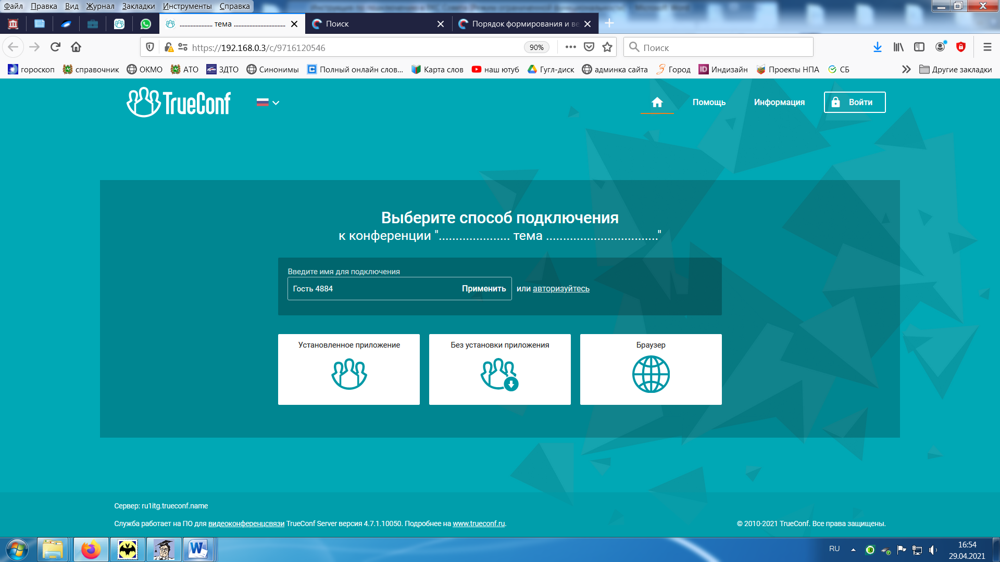 Файл Правка Вид Журнал Закладки Инструменты Справка
..................... тема ................................
Поиск
Порядок формирования и ве
https://192.168.0.3/c/9716120546
90%
Поиск
гороскоп справочник ОКМО АТО ЗДТО Синонимы Полный онлайн слов... Карта слов наш ютуб Гугл-диск админка сайта Город Индизайн Проекты НПА СБ Другие закладки
TrueConf
Помощь Информация Войти
Выберите способ подключения
к конференции "..................... тема ................................."
Введите имя для подключения
Гость 4884 Применить или авторизуйтесь
Установленное приложение
Без установки приложения
Браузер
Сервер: ru1itg.trueconf.name
Служба работает на ПО для видеоконференцсвязи TrueConf Server версия 4.7.1.10050. Подробнее на www.trueconf.ru.
© 2010-2021 TrueConf. Все права защищены.
RU
16:54
29.04.2021